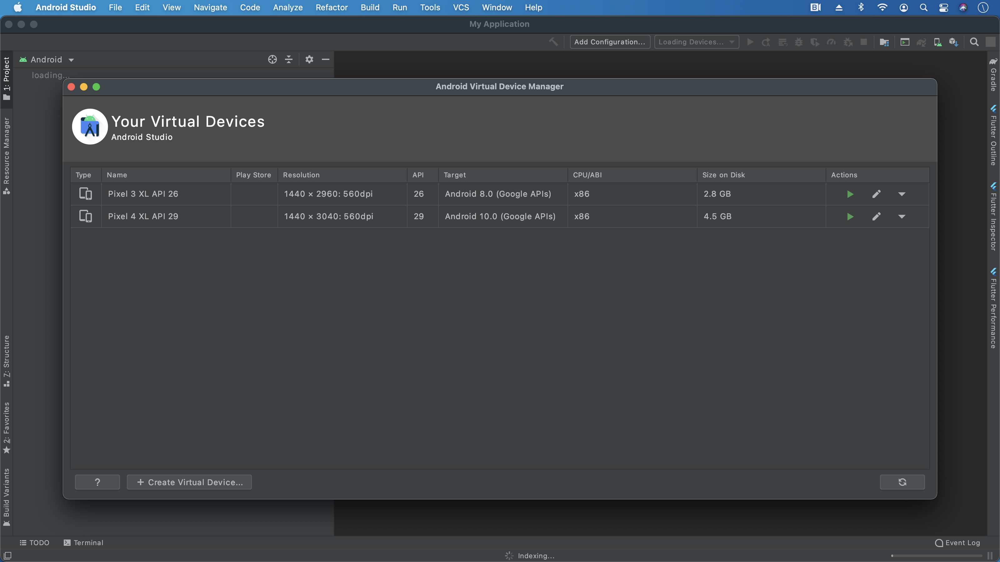 Android Studio File Edit View Navigate Code Analyze Refactor Build Run Tools VCS Window Help
My Application
Add Configuration... Loading Devices...
Android
loading...
1: Project
Resource Manager
Z: Structure
2: Favorites
Build Variants
Android Virtual Device Manager
Your Virtual Devices
Android Studio
Type Name Play Store Resolution API Target CPU/ABI Size on Disk Actions
Pixel 3 XL API 26 1440 × 2960: 560dpi 26 Android 8.0 (Google APIs) x86 2.8 GB
Pixel 4 XL API 29 1440 × 3040: 560dpi 29 Android 10.0 (Google APIs) x86 4.5 GB
? + Create Virtual Device...
Gradle
Flutter Outline
Flutter Inspector
Flutter Performance
TODO Terminal Event Log
Indexing...